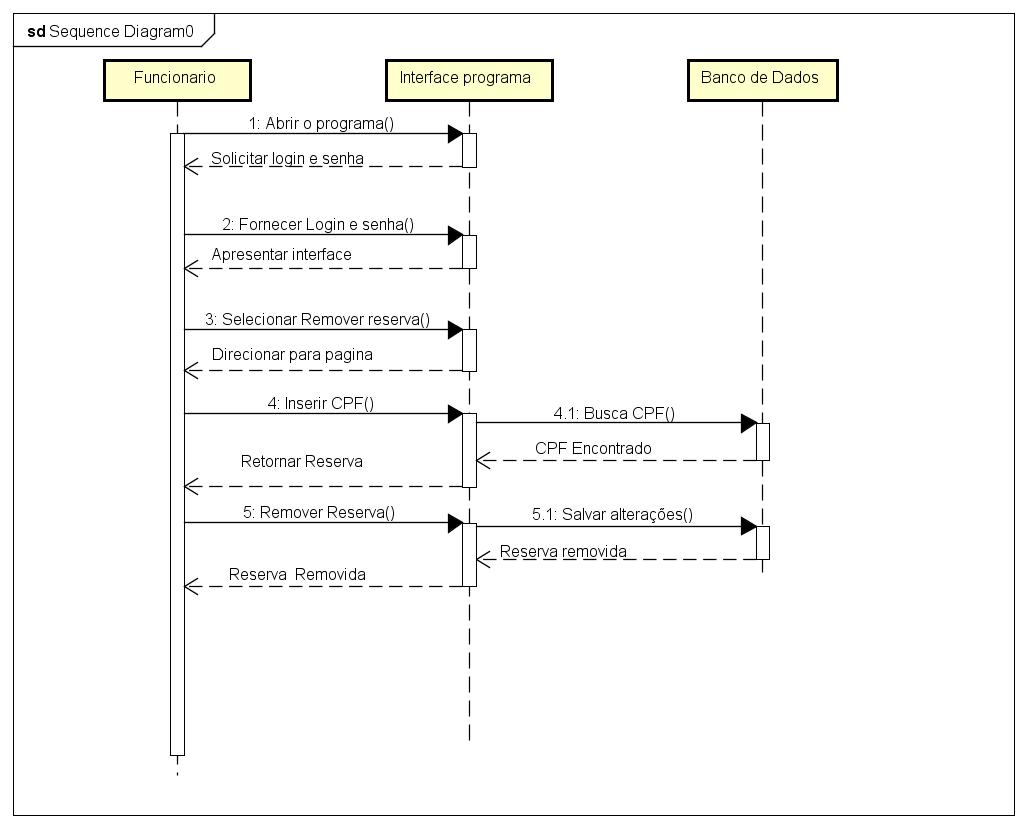 sd Sequence Diagram0
Funcionario
Interface programa
Banco de Dados
1: Abrir o programa()
Solicitar login e senha
2: Fornecer Login e senha()
Apresentar interface
3: Selecionar Remover reserva()
Direcionar para pagina
4: Inserir CPF()
4.1: Busca CPF()
CPF Encontrado
Retornar Reserva
5: Remover Reserva()
5.1: Salvar alterações()
Reserva removida
Reserva  Removida